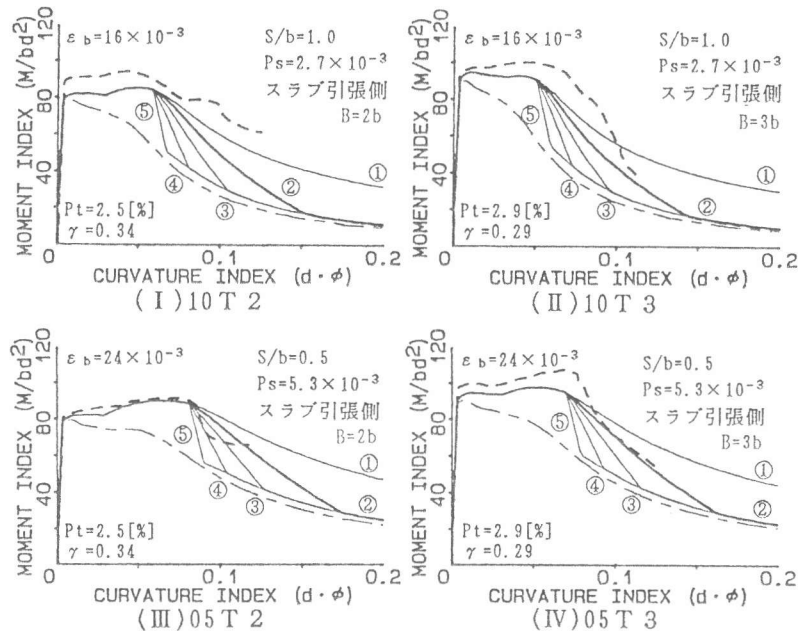 MOMENT INDEX (M/bd²)
120
80
40
0
ε b=16×10⁻³
S/b=1.0
Ps=2.7×10⁻³
スラブ引張側
B=2b
⑤
④
③
②
①
Pt=2.5[%]
γ=0.34
0 0.1 0.2
CURVATURE INDEX (d・φ)
(Ⅰ)10T2
MOMENT INDEX (M/bd²)
120
80
40
0
ε b=16×10⁻³
S/b=1.0
Ps=2.7×10⁻³
スラブ引張側
B=3b
⑤
④
③
②
①
Pt=2.9[%]
γ=0.29
0 0.1 0.2
CURVATURE INDEX (d・φ)
(Ⅱ)10T3
MOMENT INDEX (M/bd²)
120
80
40
0
ε b=24×10⁻³
S/b=0.5
Ps=5.3×10⁻³
スラブ引張側
B=2b
⑤
④
③
②
①
Pt=2.5[%]
γ=0.34
0 0.1 0.2
CURVATURE INDEX (d・φ)
(Ⅲ)05T2
MOMENT INDEX (M/bd²)
120
80
40
0
ε b=24×10⁻³
S/b=0.5
Ps=5.3×10⁻³
スラブ引張側
B=3b
⑤
④
③
②
①
Pt=2.9[%]
γ=0.29
0 0.1 0.2
CURVATURE INDEX (d・φ)
(Ⅳ)05T3